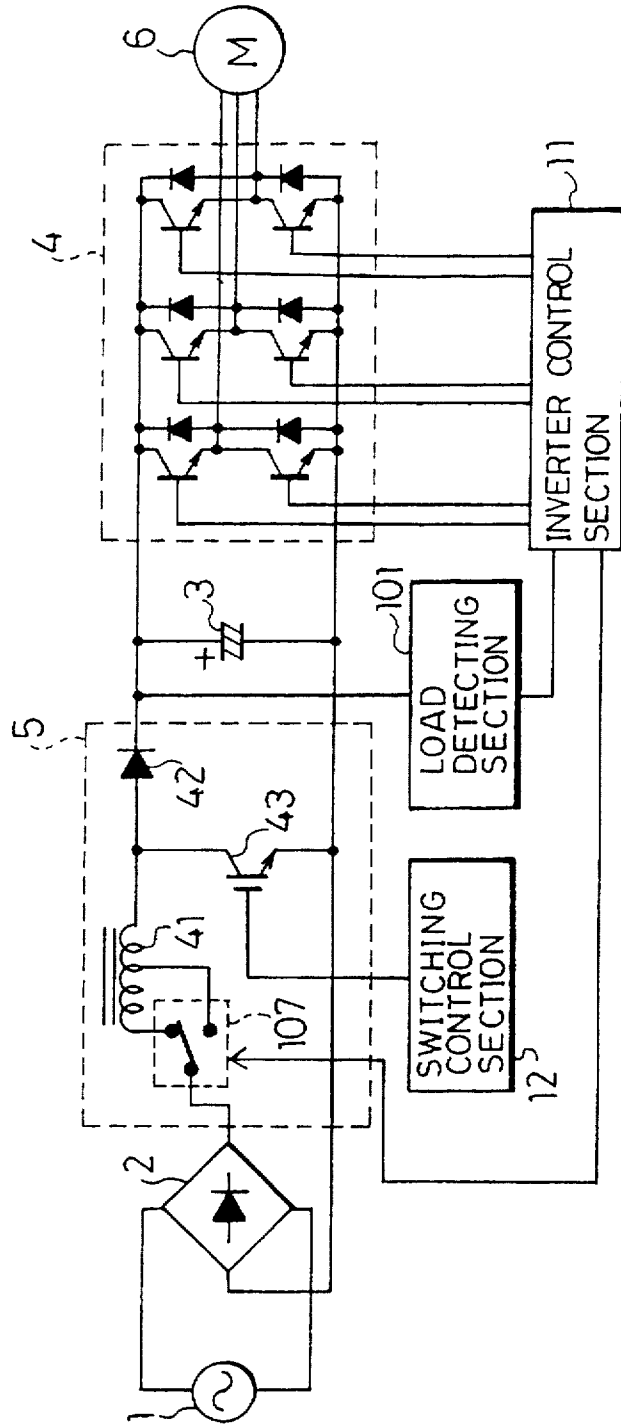 1
2
5
41
107
42
43
3
+
4
6
M
SWITCHING
CONTROL
SECTION
12
LOAD
DETECTING
SECTION
101
INVERTER CONTROL
SECTION
11